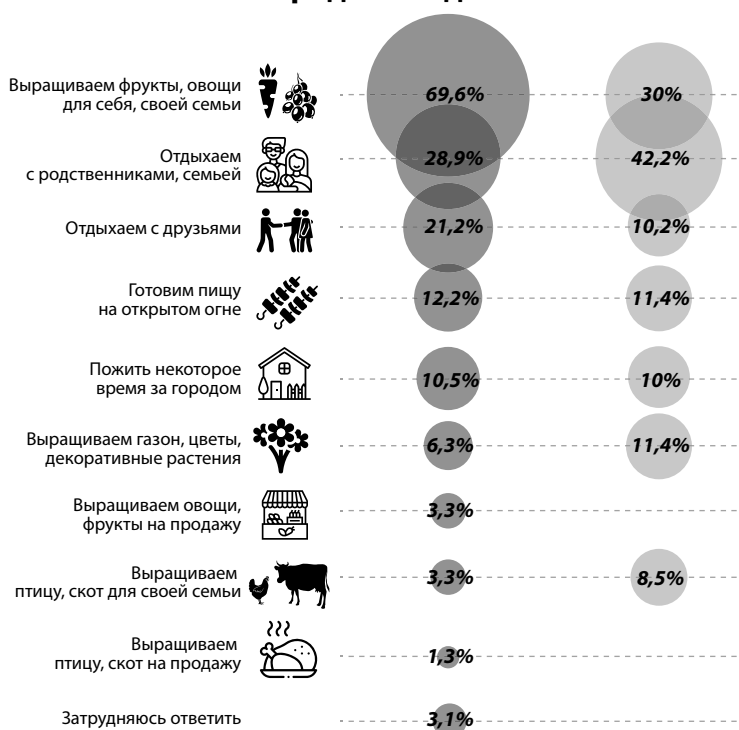 Выращиваем фрукты, овощи
для себя, своей семьи
69,6%
30%
Отдыхаем
с родственниками, семьей
28,9%
42,2%
Отдыхаем с друзьями
21,2%
10,2%
Готовим пищу
на открытом огне
12,2%
11,4%
Пожить некоторое
время за городом
10,5%
10%
Выращиваем газон, цветы,
декоративные растения
6,3%
11,4%
Выращиваем овощи,
фрукты на продажу
3,3%
Выращиваем
птицу, скот для своей семьи
3,3%
8,5%
Выращиваем
птицу, скот на продажу
1,3%
Затрудняюсь ответить
3,1%